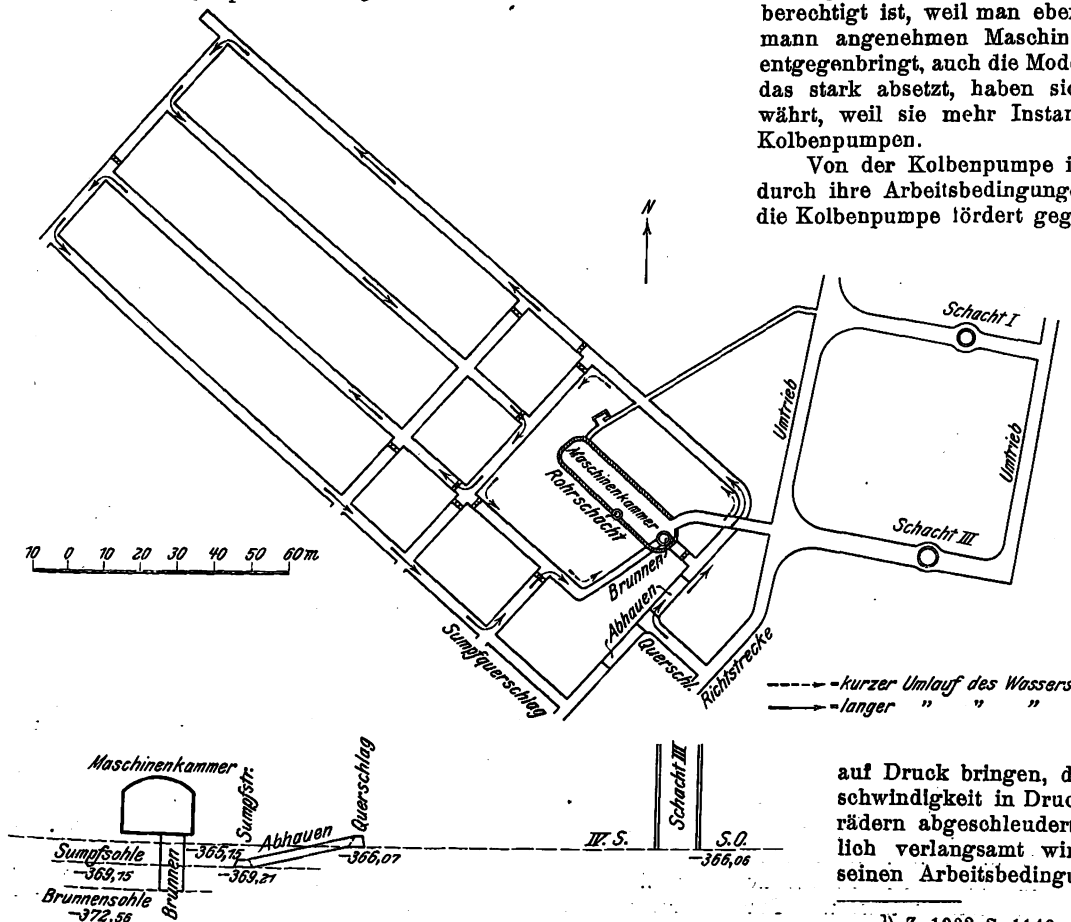 berechtigt ist, weil man eben
mann angenehmen Maschin
entgegenbringt, auch die Mode
das stark absetzt, haben sie
währt, weil sie mehr Instan
Kolbenpumpen.
Von der Kolbenpumpe i
durch ihre Arbeitsbedingunge
die Kolbenpumpe fördert geg
N
Schacht I
Umtrieb
Umtrieb
Maschinenkammer
Rohrschacht
Schacht III
Brunnen
Abhauen
Querschl.
Richtstrecke
Sumpfquerschlag
10 0 10 20 30 40 50 60 m
= kurzer Umlauf des Wassers
= langer " " "
Maschinenkammer
Sumpfstr.
Querschlag
Abhauen
Schacht III
IV. S.
S.O.
-365,75
-366,07
-366,06
Sumpfsohle
-369,15
-369,21
Brunnen
Brunnensohle
-372,56
auf Druck bringen, d
schwindigkeit in Druc
rädern abgeschleuder
lich verlangsamt wir
seinen Arbeitsbedingu